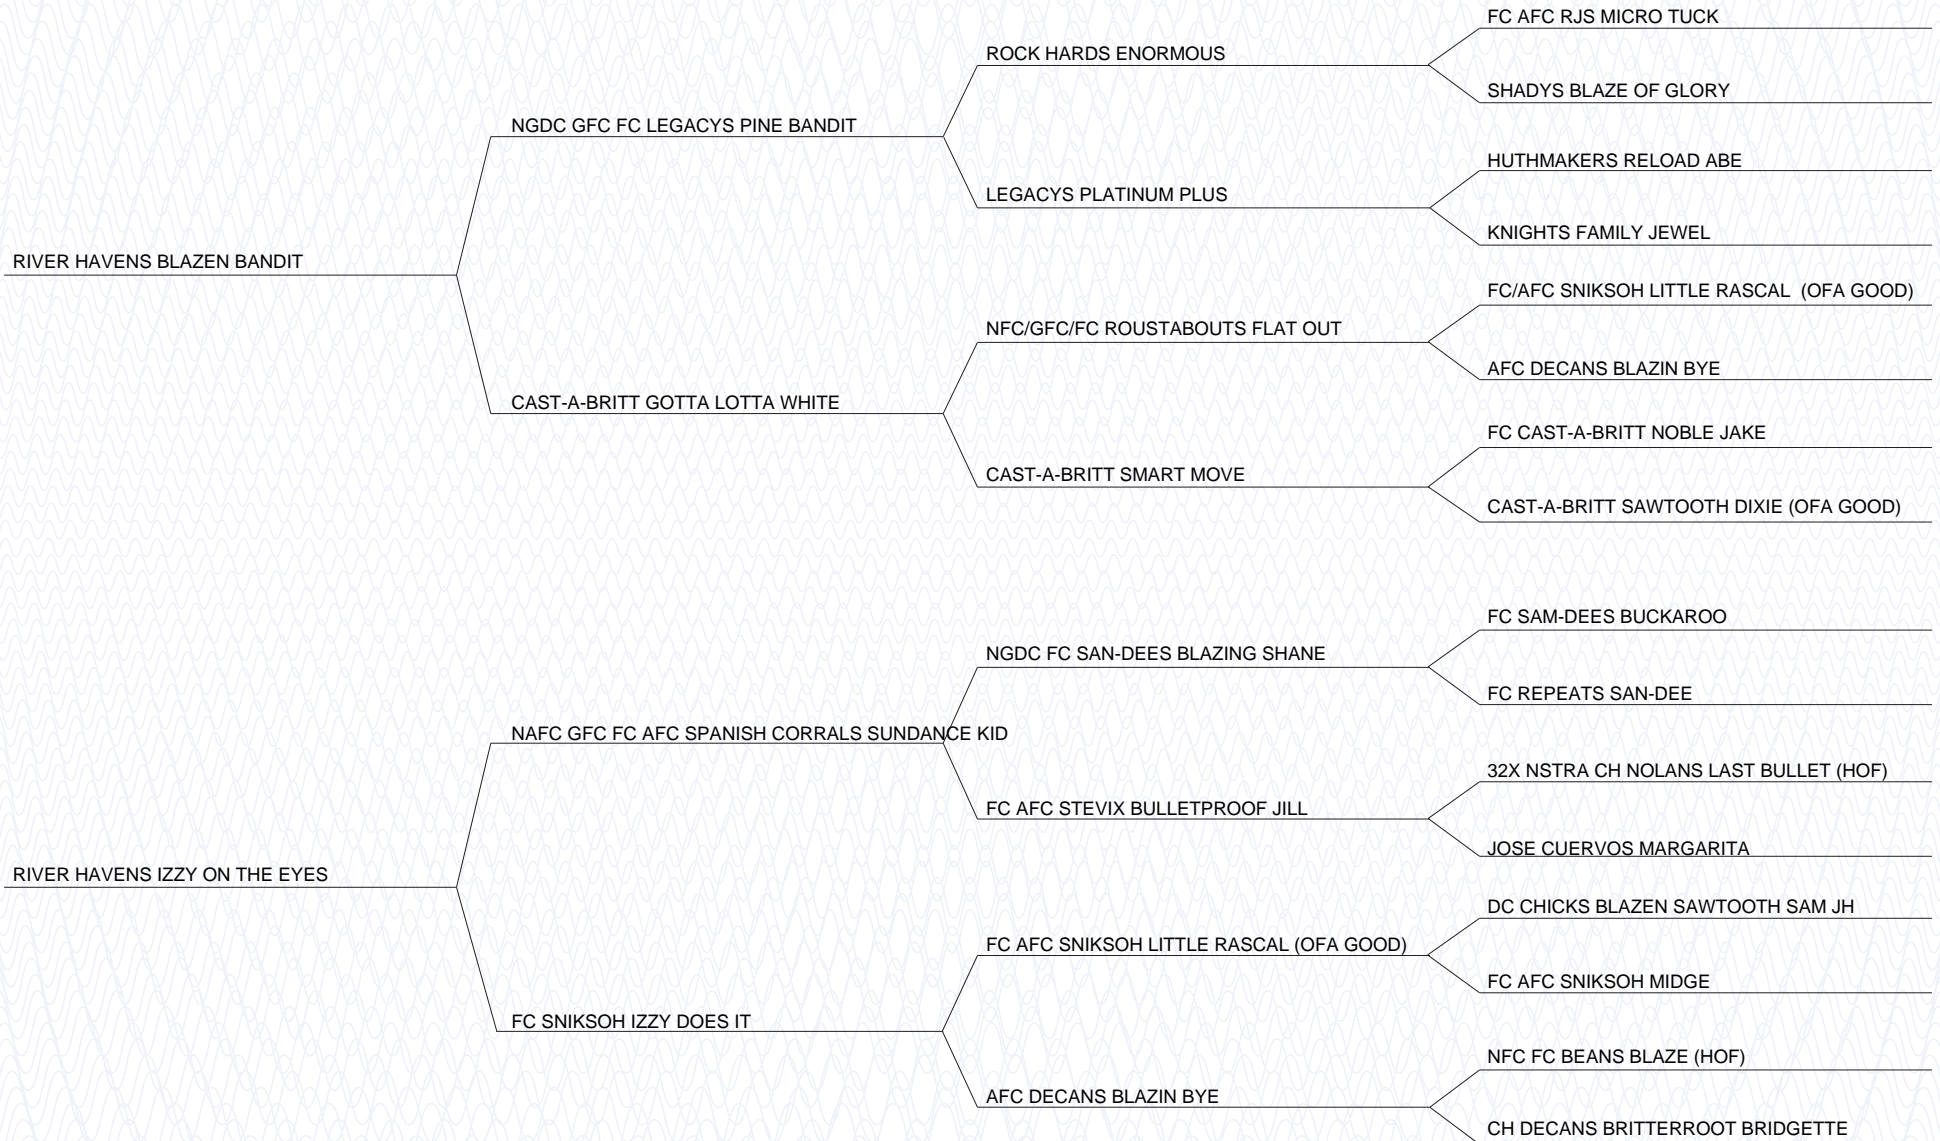 FC AFC RJS MICRO TUCK
ROCK HARDS ENORMOUS
SHADYS BLAZE OF GLORY
NGDC GFC FC LEGACYS PINE BANDIT
HUTHMAKERS RELOAD ABE
LEGACYS PLATINUM PLUS
KNIGHTS FAMILY JEWEL
RIVER HAVENS BLAZEN BANDIT
FC/AFC SNIKSOH LITTLE RASCAL  (OFA GOOD)
NFC/GFC/FC ROUSTABOUTS FLAT OUT
AFC DECANS BLAZIN BYE
CAST-A-BRITT GOTTA LOTTA WHITE
FC CAST-A-BRITT NOBLE JAKE
CAST-A-BRITT SMART MOVE
CAST-A-BRITT SAWTOOTH DIXIE (OFA GOOD)
FC SAM-DEES BUCKAROO
NGDC FC SAN-DEES BLAZING SHANE
FC REPEATS SAN-DEE
NAFC GFC FC AFC SPANISH CORRALS SUNDANCE KID
32X NSTRA CH NOLANS LAST BULLET (HOF)
FC AFC STEVIX BULLETPROOF JILL
JOSE CUERVOS MARGARITA
RIVER HAVENS IZZY ON THE EYES
DC CHICKS BLAZEN SAWTOOTH SAM JH
FC AFC SNIKSOH LITTLE RASCAL (OFA GOOD)
FC AFC SNIKSOH MIDGE
FC SNIKSOH IZZY DOES IT
NFC FC BEANS BLAZE (HOF)
AFC DECANS BLAZIN BYE
CH DECANS BRITTERROOT BRIDGETTE